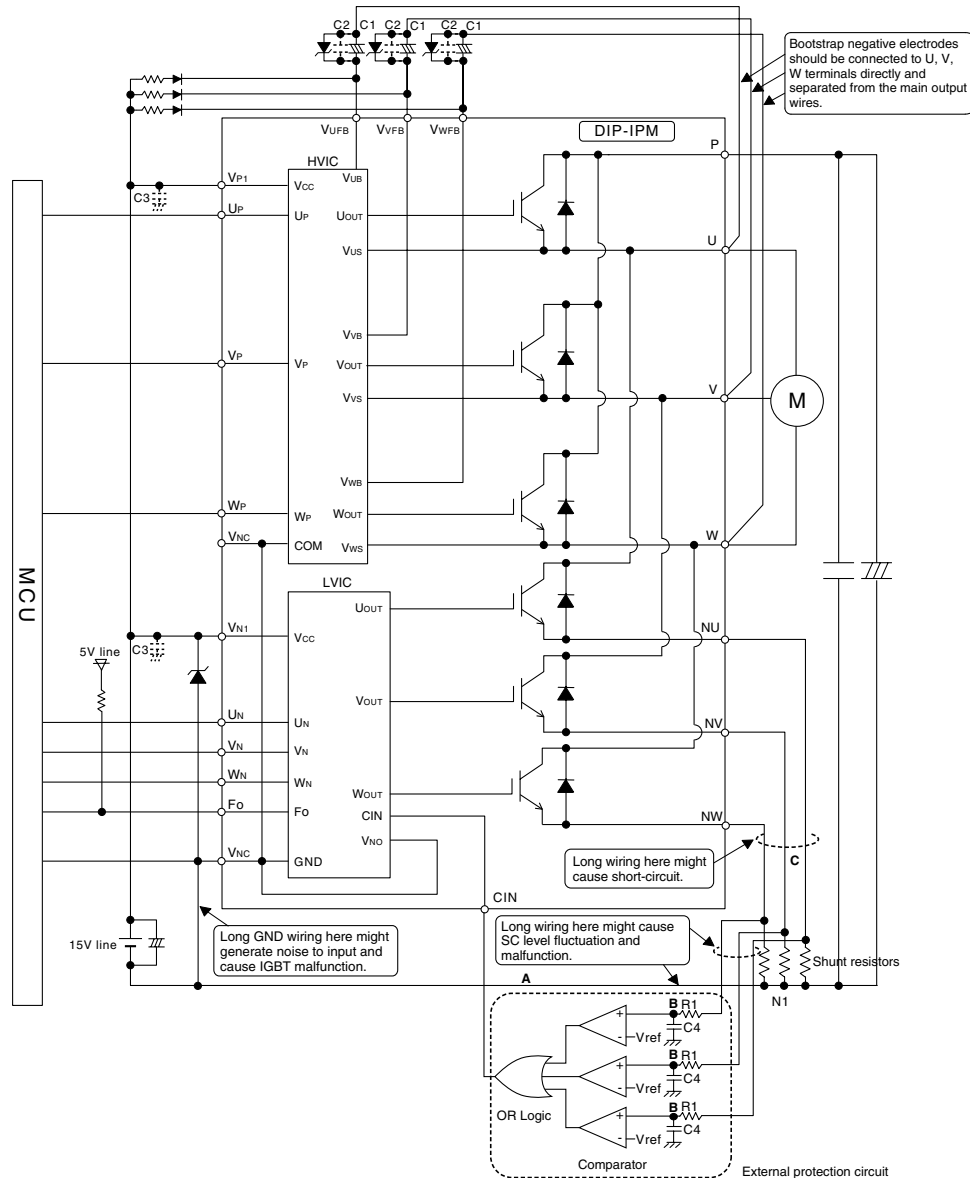 C2 C1 C2 C1 C2 C1
Bootstrap negative electrodes
should be connected to U, V,
W terminals directly and
separated from the main output
wires.
VUFB VVFB VWFB
DIP-IPM
P
HVIC
VP1
VCC
VUB
C3
UP
UP
UOUT
VUS
U
VVB
VP
VP
VOUT
VVS
V
M
VWB
WP
WP
WOUT
VNC
COM
VWS
W
MCU
LVIC
UOUT
VN1
VCC
C3
5V line
NU
VOUT
UN
UN
NV
VN
VN
WN
WN
WOUT
Fo
Fo
CIN
NW
VNO
VNC
GND
C
Long wiring here might
cause short-circuit.
CIN
15V line
Long GND wiring here might
generate noise to input and
cause IGBT malfunction.
Long wiring here might cause
SC level fluctuation and
malfunction.
Shunt resistors
A
N1
B R1
+
- Vref
C4
B R1
+
- Vref
C4
B R1
OR Logic
+
- Vref
C4
Comparator
External protection circuit